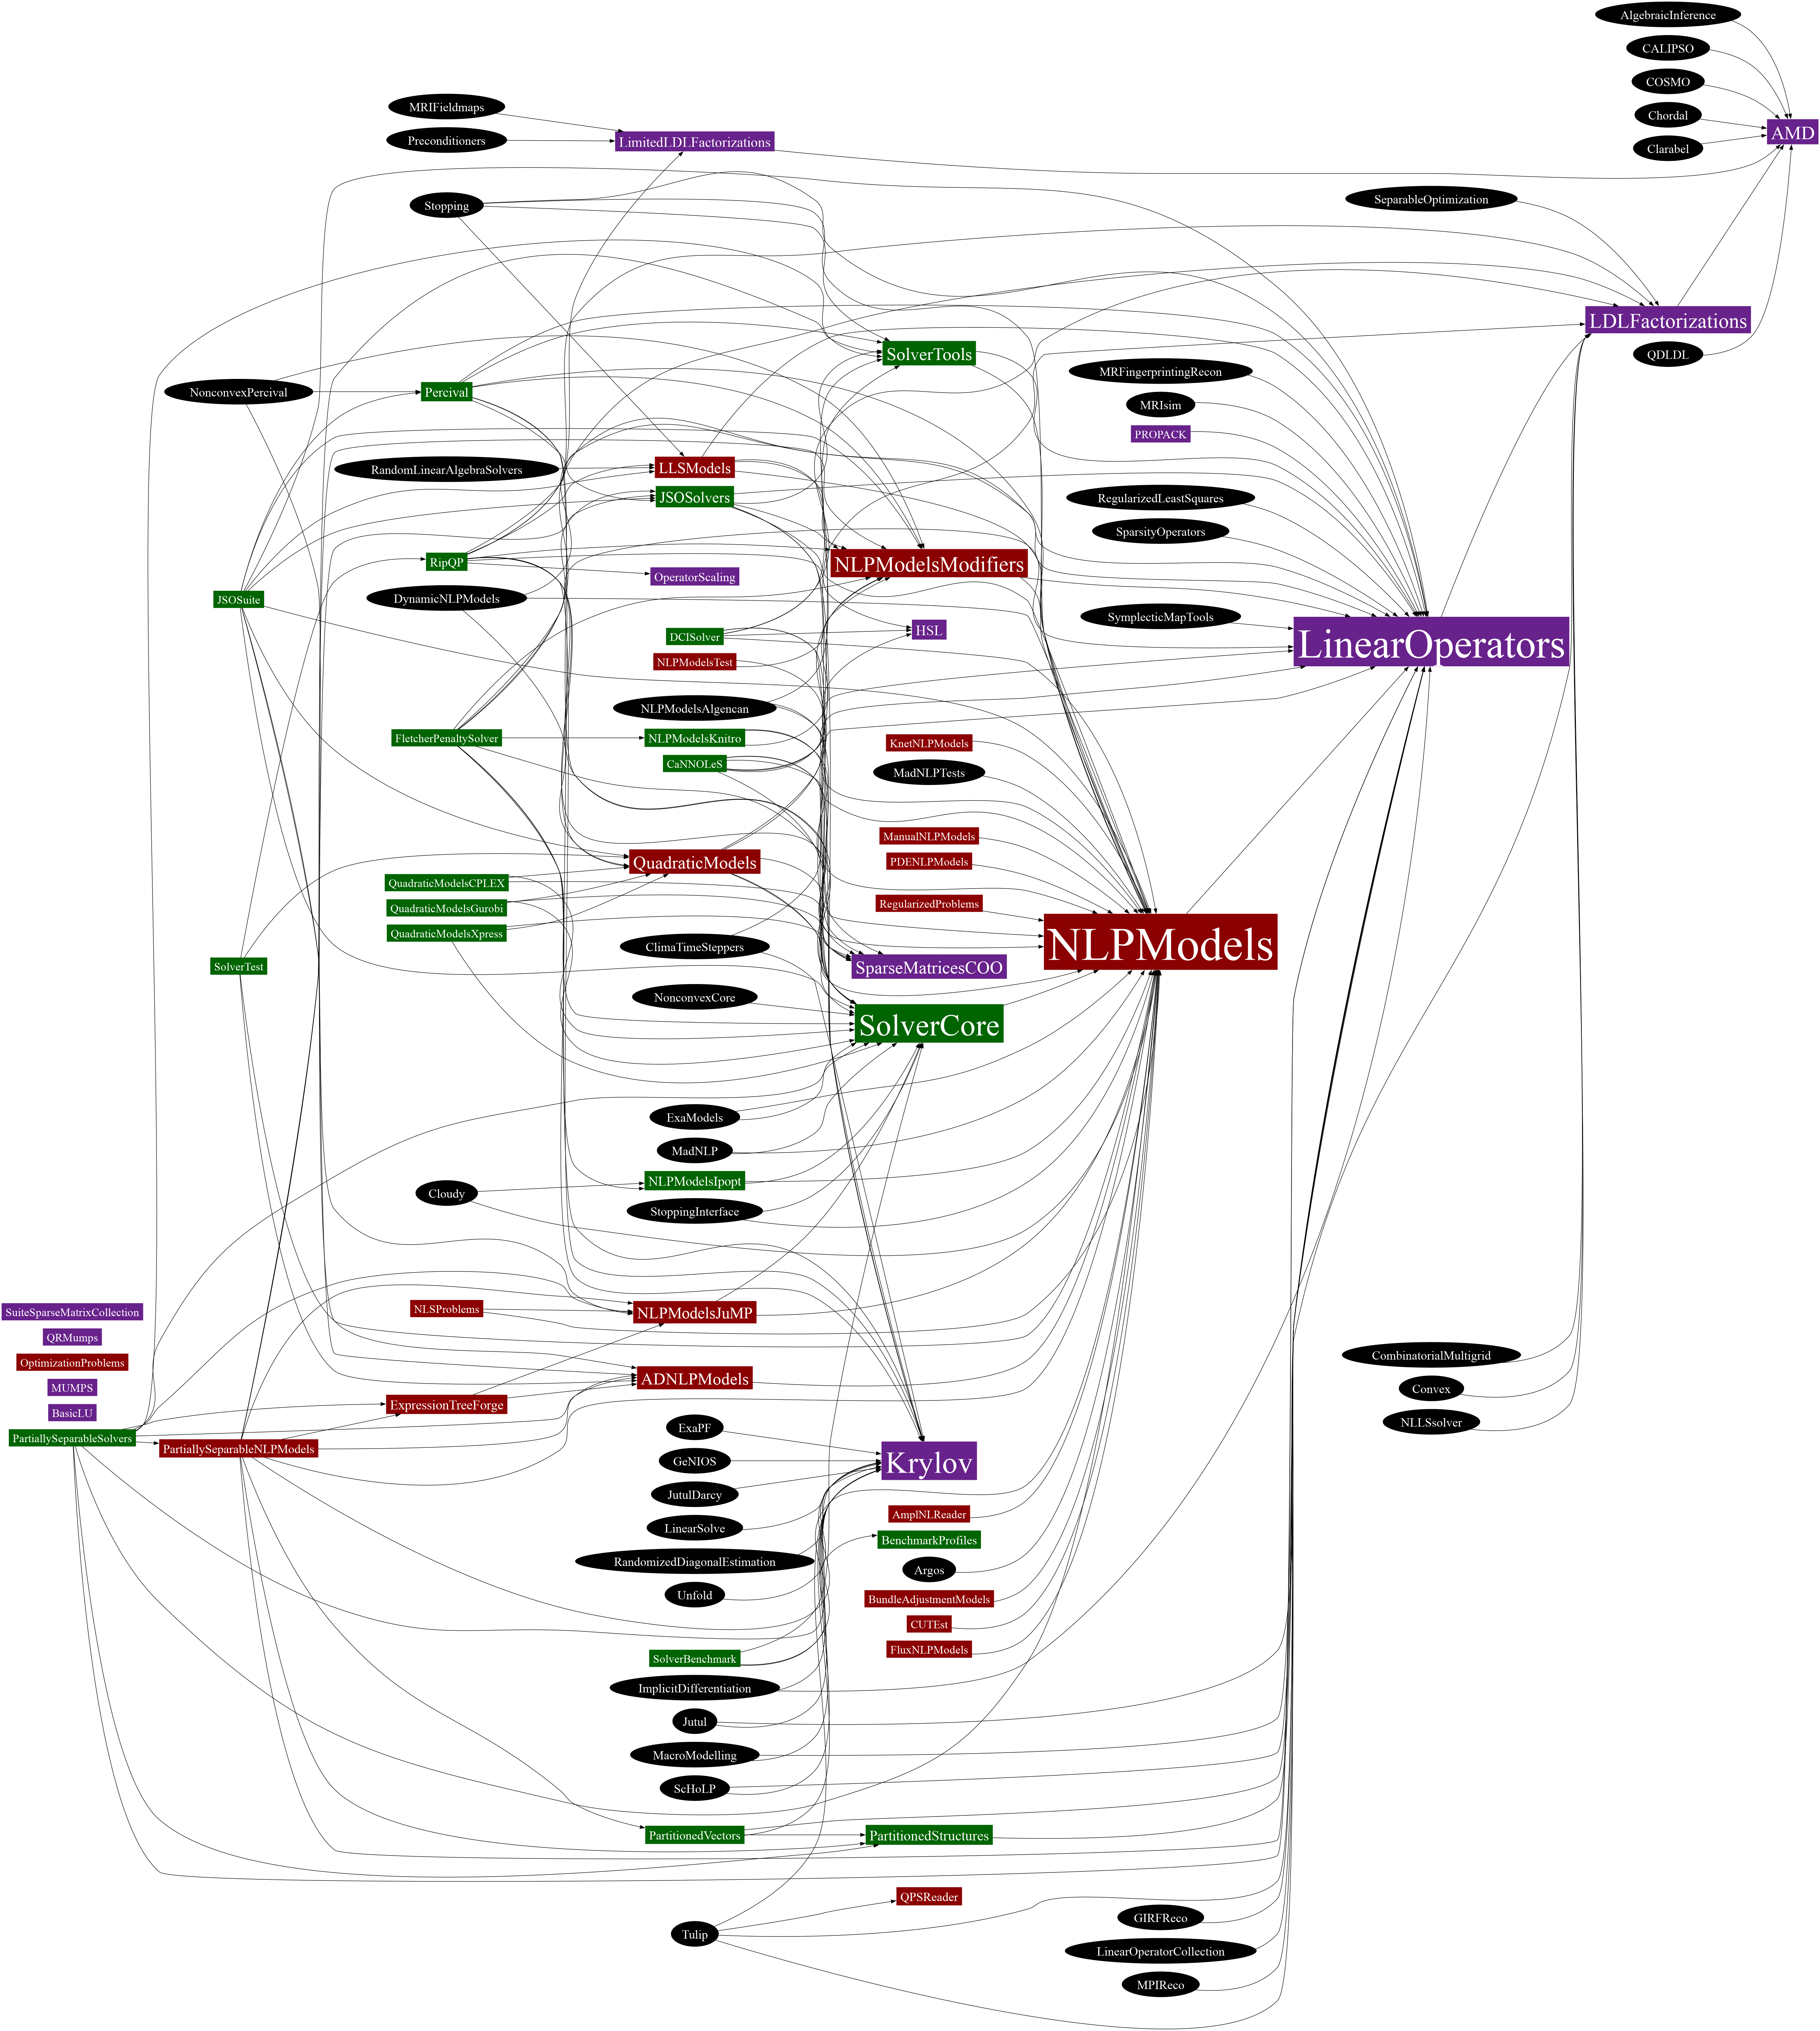 AlgebraicInference
CALIPSO
COSMO
MRIFieldmaps
Chordal
AMD
Preconditioners
LimitedLDLFactorizations
Clarabel
SeparableOptimization
Stopping
LDLFactorizations
SolverTools
QDLDL
MRFingerprintingRecon
NonconvexPercival
Percival
MRIsim
PROPACK
RandomLinearAlgebraSolvers
LLSModels
JSOSolvers
RegularizedLeastSquares
SparsityOperators
RipQP
NLPModelsModifiers
OperatorScaling
JSOSuite
DynamicNLPModels
SymplecticMapTools
HSL
DCISolver
LinearOperators
NLPModelsTest
NLPModelsAlgencan
FletcherPenaltySolver
NLPModelsKnitro
KnetNLPModels
CaNNOLeS
MadNLPTests
ManualNLPModels
QuadraticModels
PDENLPModels
QuadraticModelsCPLEX
RegularizedProblems
QuadraticModelsGurobi
QuadraticModelsXpress
NLPModels
ClimaTimeSteppers
SolverTest
SparseMatricesCOO
NonconvexCore
SolverCore
ExaModels
MadNLP
NLPModelsIpopt
Cloudy
StoppingInterface
SuiteSparseMatrixCollection
NLSProblems
NLPModelsJuMP
QRMumps
CombinatorialMultigrid
OptimizationProblems
ADNLPModels
MUMPS
Convex
ExpressionTreeForge
BasicLU
NLLSsolver
ExaPF
PartiallySeparableSolvers
PartiallySeparableNLPModels
GeNIOS
Krylov
JutulDarcy
AmplNLReader
LinearSolve
BenchmarkProfiles
RandomizedDiagonalEstimation
Argos
Unfold
BundleAdjustmentModels
CUTEst
FluxNLPModels
SolverBenchmark
ImplicitDifferentiation
Jutul
MacroModelling
ScHoLP
PartitionedVectors
PartitionedStructures
QPSReader
GIRFReco
Tulip
LinearOperatorCollection
MPIReco